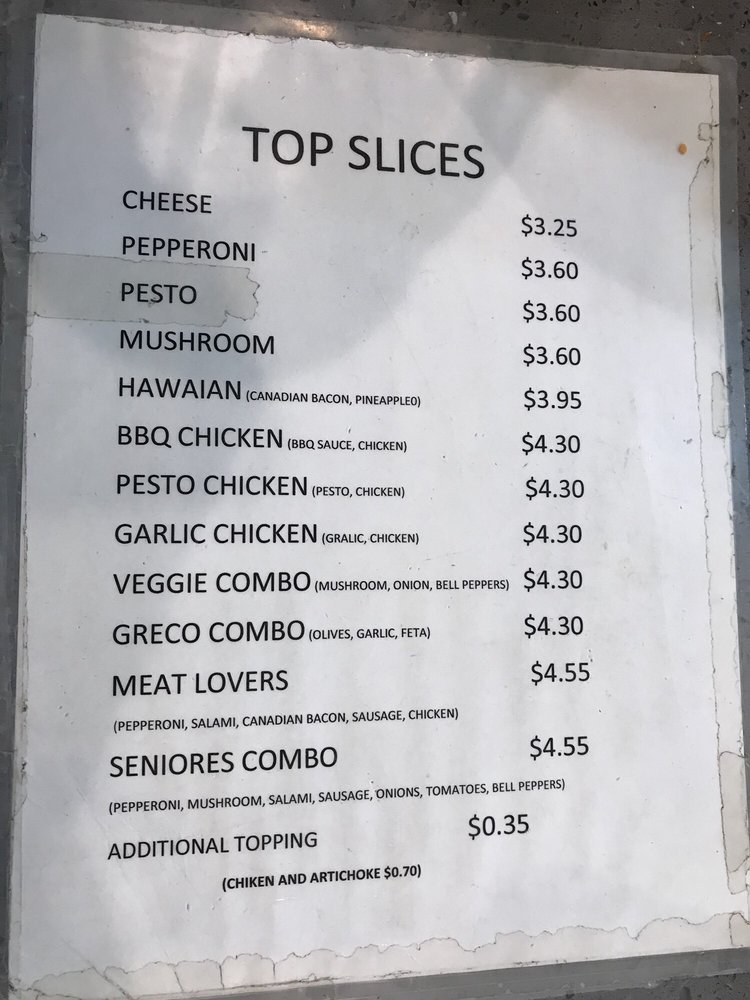 TOP SLICES
CHEESE $3.25
PEPPERONI $3.60
PESTO $3.60
MUSHROOM $3.60
HAWAIAN (CANADIAN BACON, PINEAPPLE0) $3.95
BBQ CHICKEN (BBQ SAUCE, CHICKEN) $4.30
PESTO CHICKEN (PESTO, CHICKEN) $4.30
GARLIC CHICKEN (GRALIC, CHICKEN) $4.30
VEGGIE COMBO (MUSHROOM, ONION, BELL PEPPERS) $4.30
GRECO COMBO (OLIVES, GARLIC, FETA) $4.30
MEAT LOVERS $4.55
(PEPPERONI, SALAMI, CANADIAN BACON, SAUSAGE, CHICKEN)
SENIORES COMBO $4.55
(PEPPERONI, MUSHROOM, SALAMI, SAUSAGE, ONIONS, TOMATOES, BELL PEPPERS)
ADDITIONAL TOPPING $0.35
(CHIKEN AND ARTICHOKE $0.70)